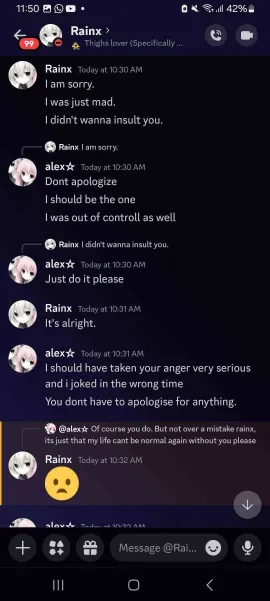 11:50
42%
99
Rainx
Thighs lover (Specifically ...
Rainx Today at 10:30 AM
I am sorry.
I was just mad.
I didn't wanna insult you.
Rainx I am sorry.
alex☆ Today at 10:30 AM
Dont apologize
I should be the one
I was out of controll as well
Rainx I didn't wanna insult you.
alex☆ Today at 10:30 AM
Just do it please
Rainx Today at 10:31 AM
It's alright.
alex☆ Today at 10:31 AM
I should have taken your anger very serious
and i joked in the wrong time
You dont have to apologise for anything.
@alex☆ Of course you do. But not over a mistake rainx,
its just that my life cant be normal again without you please
Rainx Today at 10:32 AM
alex☆ Today at 10:32 AM
Message @Rai...